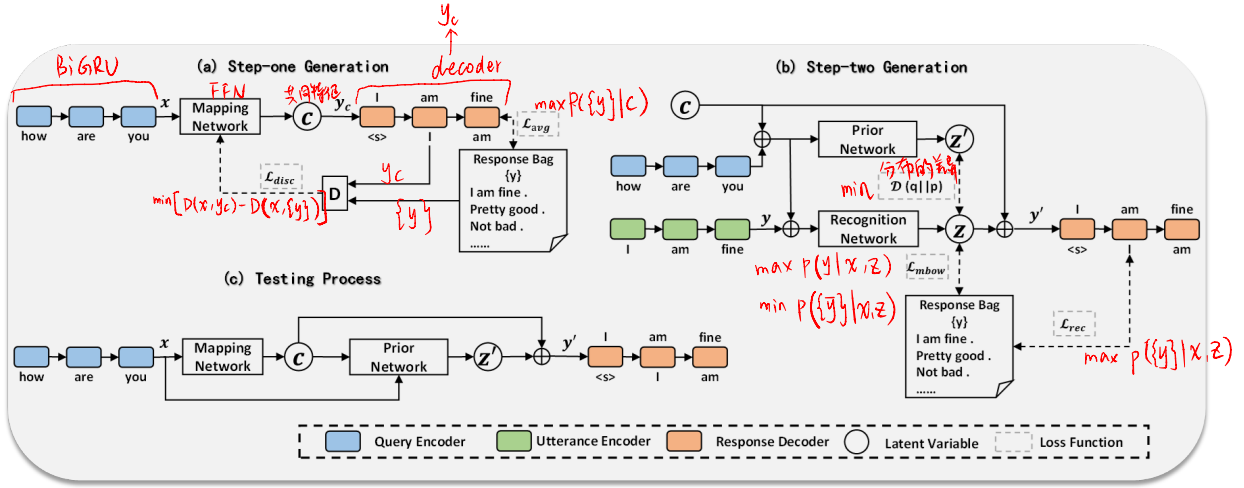 y_c
BiGRU
(a) Step-one Generation
decoder
(b) Step-two Generation
FFN
共同特征
x
Mapping Network
c
y_c
I am fine
<s> am
how are you
max P({y}|c)
ℒ_avg
Response Bag
{y}
I am fine .
Pretty good .
Not bad .
......
ℒ_disc
min[D(x,y_c)-D(x,{y})]
D
y_c
{y}
c
Prior Network
z'
how are you
分布的差异
min
𝒟(q||p)
y
I am fine
Recognition Network
z
y'
I am fine
<s> am
max p(y|x,z)
min p({ȳ}|x,z)
ℒ_mbow
Response Bag
{y}
I am fine .
Pretty good .
Not bad .
......
ℒ_rec
max p({y}|x,z)
(c) Testing Process
x
Mapping Network
c
Prior Network
z'
y'
I am fine
<s> I am
how are you
Query Encoder
Utterance Encoder
Response Decoder
Latent Variable
Loss Function